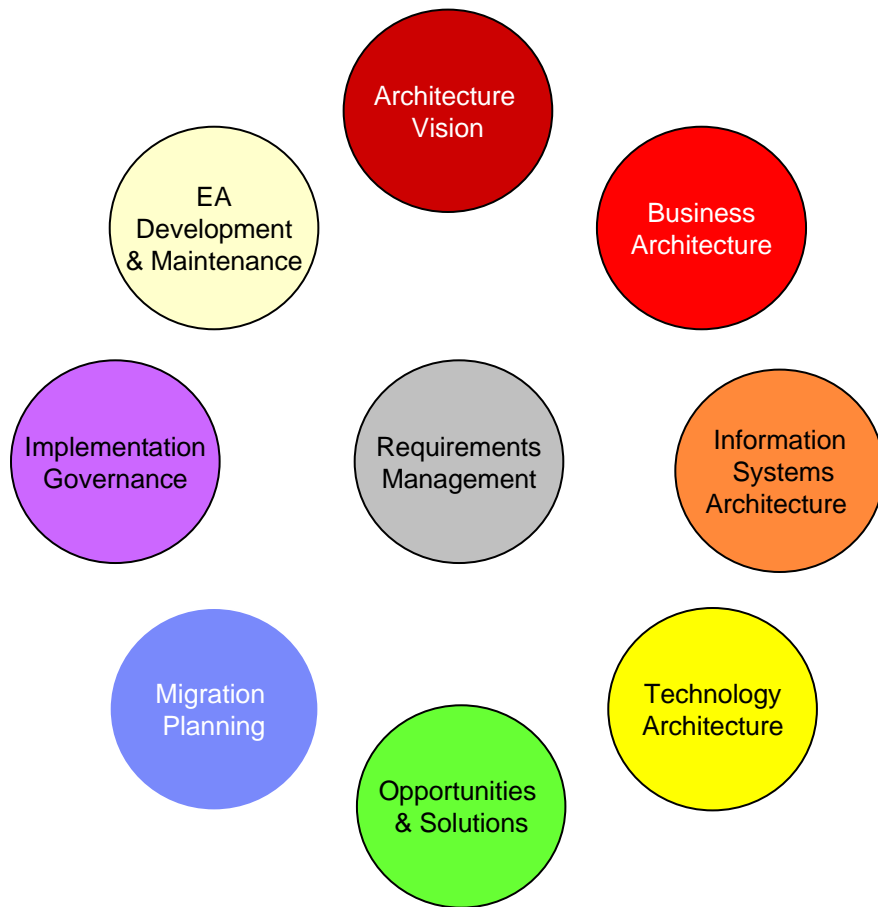 Architecture
Vision
EA
Development
& Maintenance
Business
Architecture
Implementation
Governance
Requirements
Management
Information
Systems
Architecture
Migration
Planning
Technology
Architecture
Opportunities
& Solutions